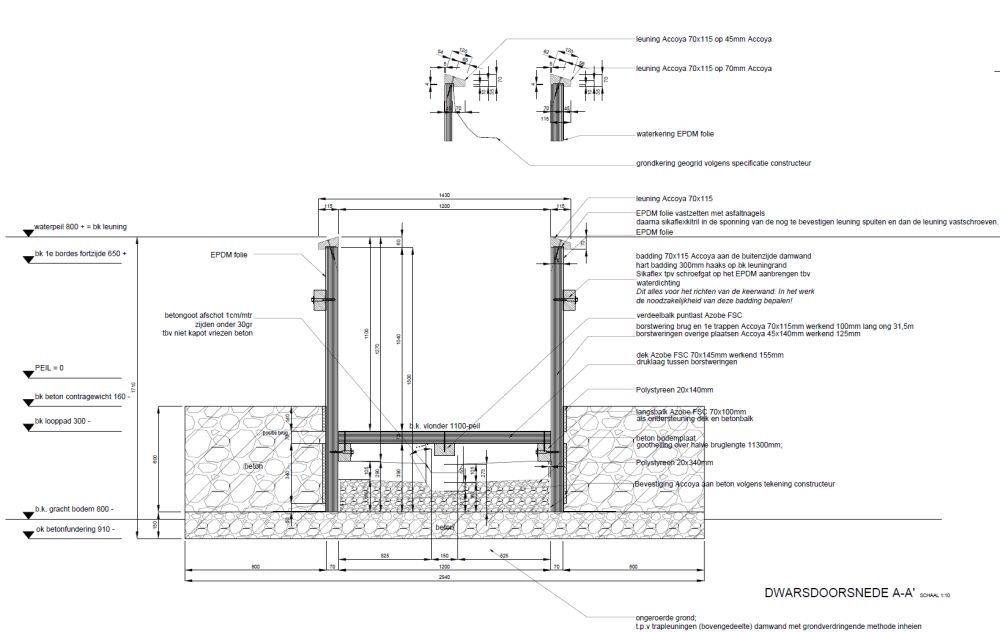 leuning Accoya 70x115 op 45mm Accoya
leuning Accoya 70x115 op 70mm Accoya
waterkering EPDM folie
grondkering geogrid volgens specificatie constructeur
leuning Accoya 70x115
EPDM folie vastzetten met asfaltnagels
daarna sikaflexkitril in de sponning van de nog te bevestigen leuning spuiten en dan de leuning vastschroeven.
EPDM folie
waterpeil 800 + = bk leuning
bk 1e bordes fortzijde 650 +
EPDM folie
badding 70x115 Accoya aan de buitenzijde damwand
hart badding 300mm haaks op bk leuningrand
Sikaflex tpv schroefgat op het EPDM aanbrengen tbv
waterdichting
Dit alles voor het richten van de keerwand. In het werk
de noodzakelijkheid van deze badding bepalen!
betongoot afschot 1cm/mtr
zijden onder 30gr
tbv niet kapot vriezen beton
verdeelbalk puntlast Azobe FSC
borstwering brug en 1e trappen Accoya 70x115mm werkend 100mm lang ong 31,5m
borstweringen overige plaatsen Accoya 45x140mm werkend 125mm
dek Azobe FSC 70x145mm werkend 155mm
druklaag tussen borstweringen
PEIL = 0
bk beton contragewicht 160 -
bk looppad 300 -
Polystyreen 20x140mm
langsbalk Azobe FSC 70x100mm
als ondersteuning dek en betonbalk
b.k. vlonder 1100-peil
positie brug
beton
beton bodemplaat
goothelling over halve bruglengte 11300mm;
Polystyreen 20x340mm
Bevestiging Accoya aan beton volgens tekening constructeur
b.k. gracht bodem 800 -
ok betonfundering 910 -
beton
1430
115 1200 115
1710
1100
1270
1040
1500
525 150 525
500 70 1200 70 500
2940
DWARSDOORSNEDE A-A' SCHAAL 1:10
ongeroerde grond;
t.p.v trapleuningen (bovengedeelte) damwand met grondverdringende methode inheien